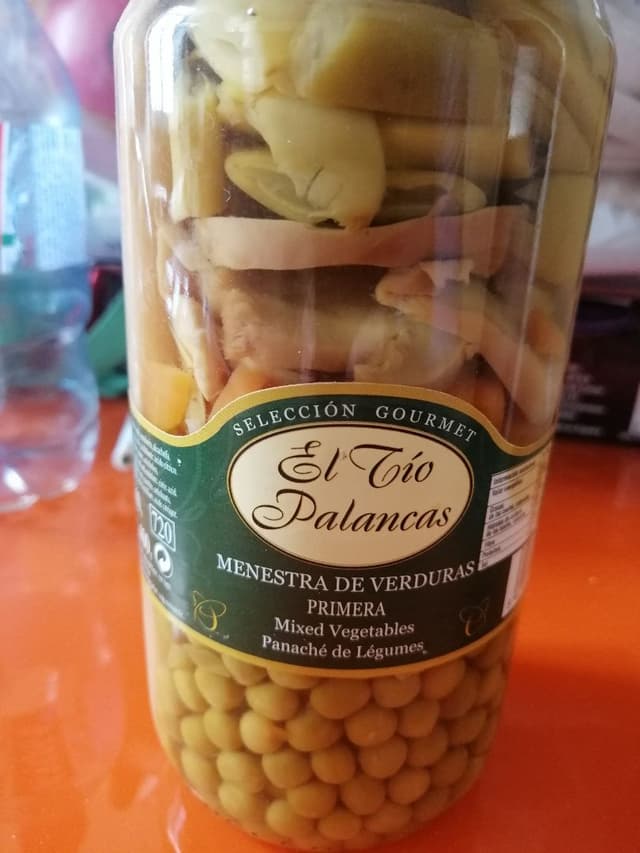 SELECCIÓN GOURMET
El Tío
Palancas
MENESTRA DE VERDURAS
PRIMERA
Mixed Vegetables
Panaché de Légumes
720